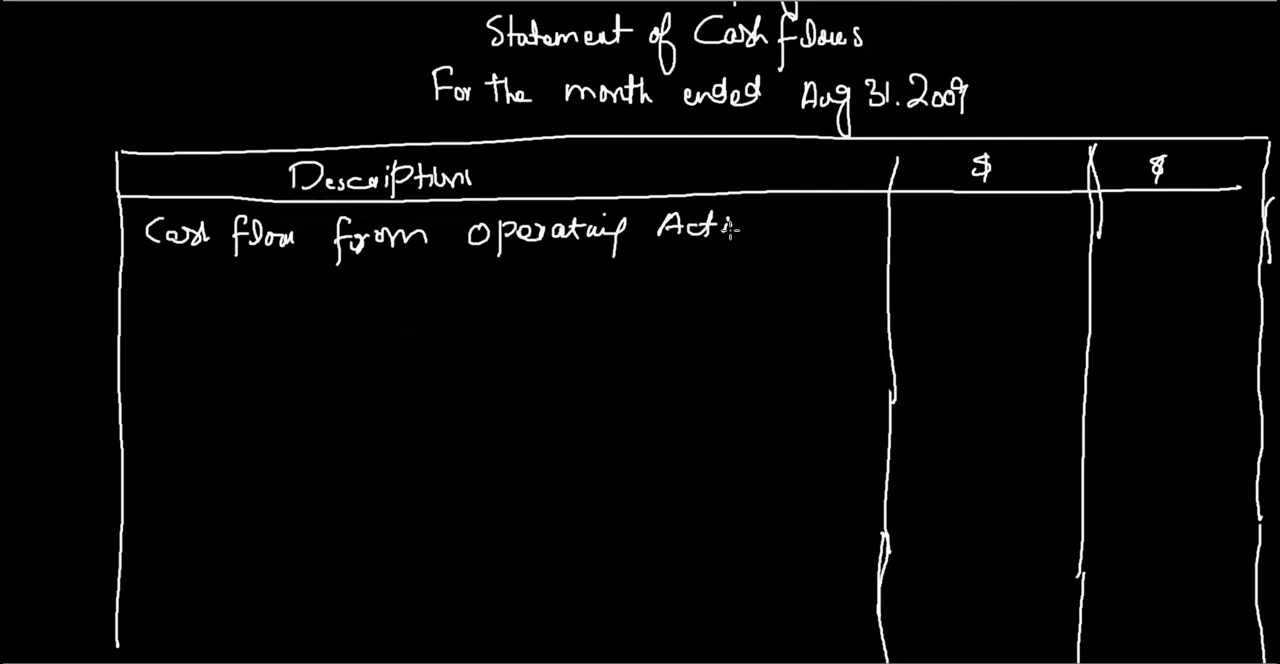 Statement of Cash flows
For the month ended Aug 31. 2009
Description $ $
Cash flow from operating Acti